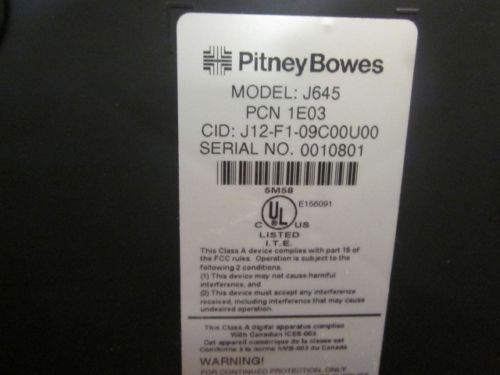 PitneyBowes
MODEL: J645
PCN 1E03
CID: J12-F1-09C00U00
SERIAL NO. 0010801
5M58
UL
E156091
C US
LISTED
I.T.E.
This Class A device complies with part 15 of
the FCC rules. Operation is subject to the
following 2 conditions.
(1) This device may not cause harmful
interference, and
(2) This device must accept any interference
received, including interference that may cause
undesired operation.
This Class A digital apparatus complies
With Canadian ICES-003.
Cet appareil numérique de la classe est
Conforme à la norme NMB-003 du Canada
WARNING!
FOR CONTINUED PROTECTION, ONLY